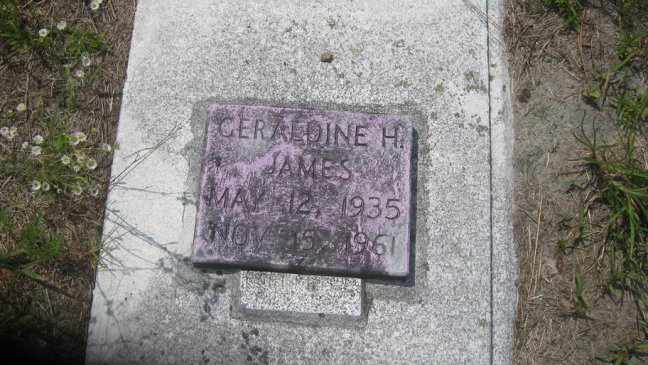 GERALDINE H.
JAMES
MAY 12, 1935
NOV. 15, 1961